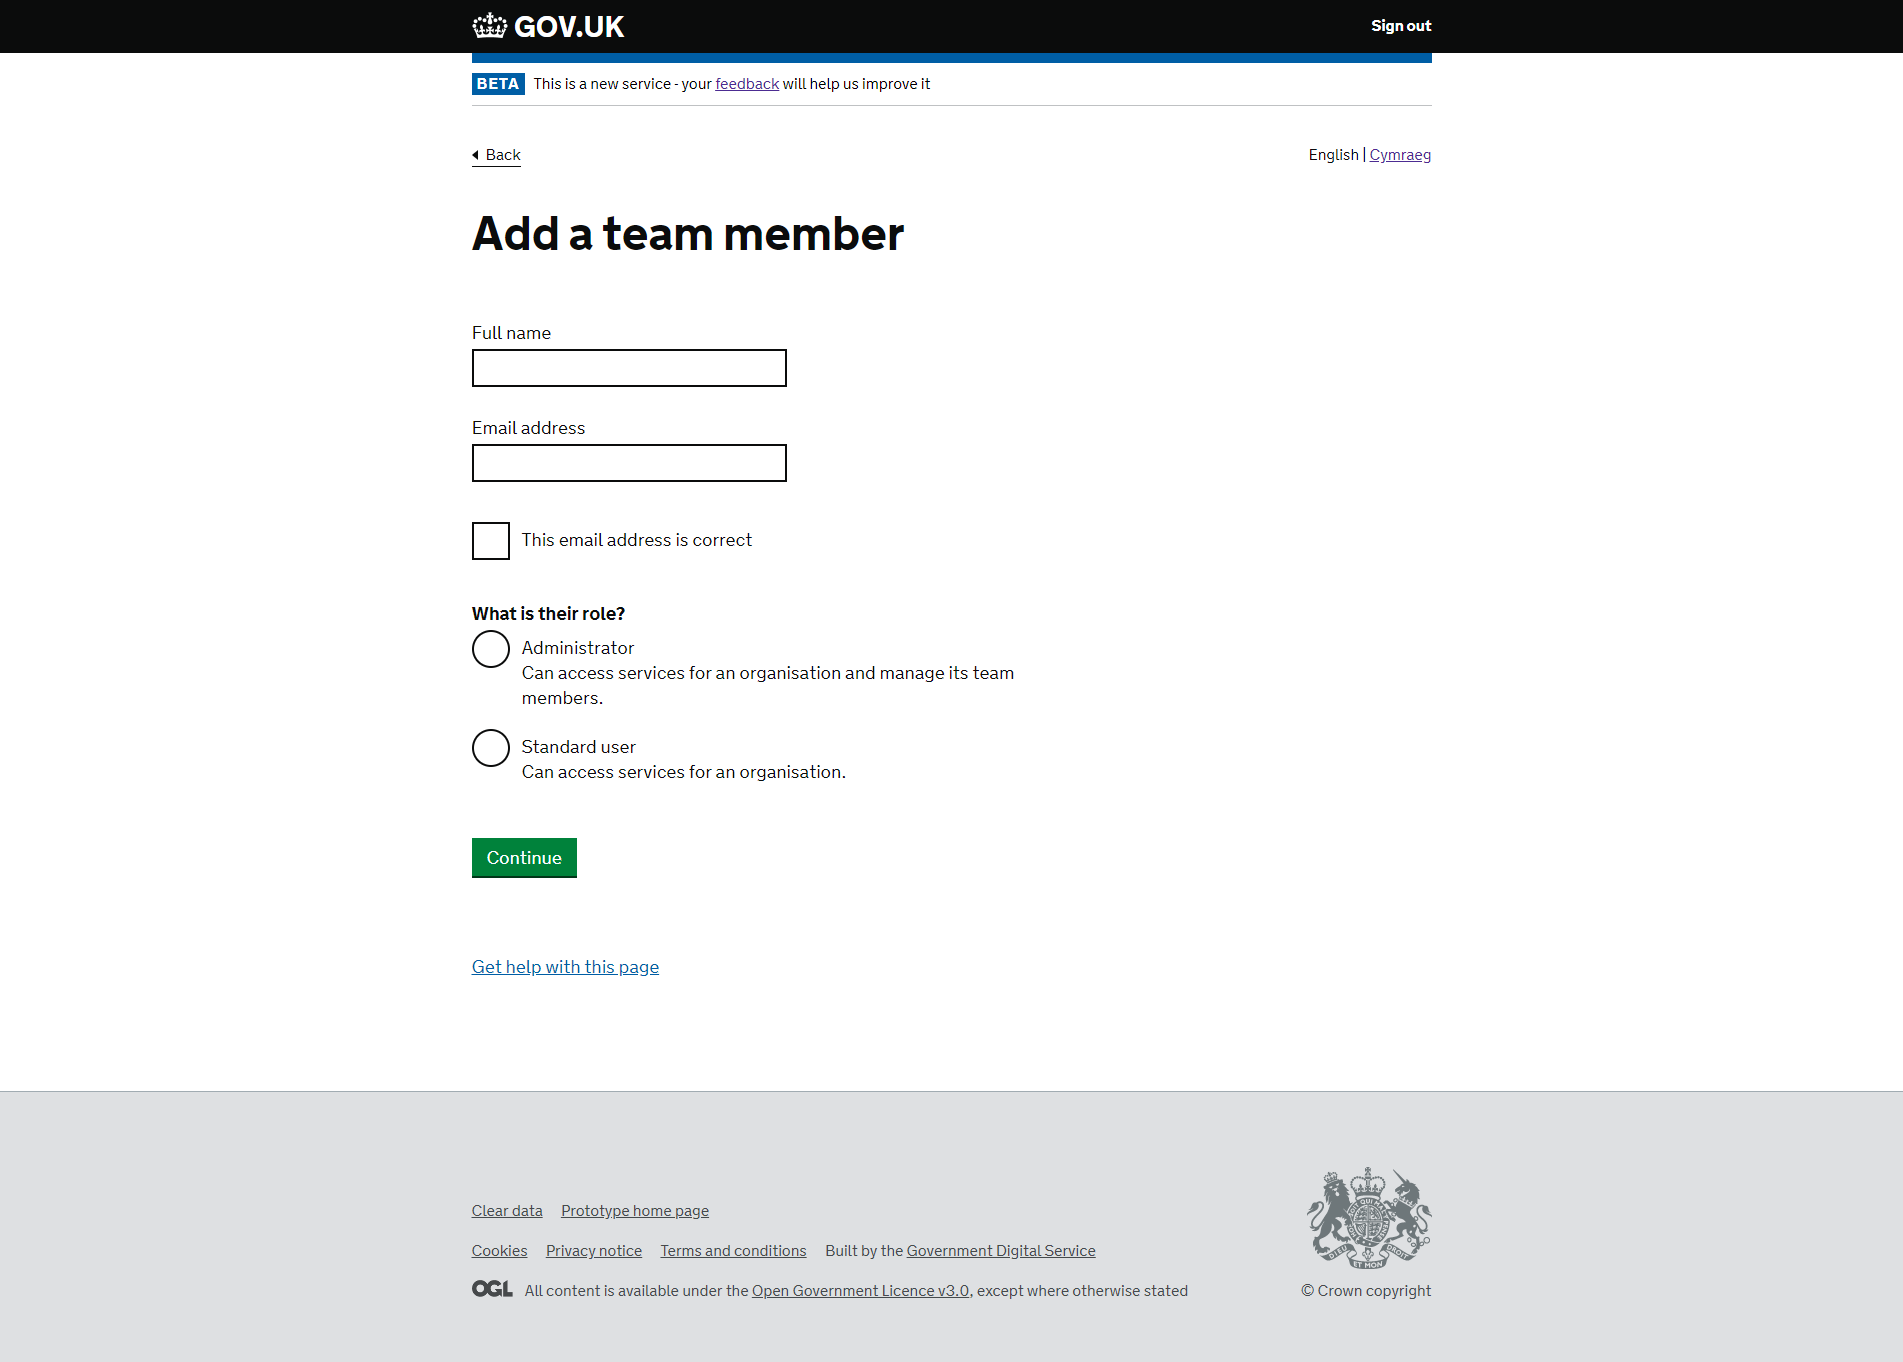 GOV.UK
Sign out
BETA This is a new service - your feedback will help us improve it
Back
English | Cymraeg
Add a team member
Full name
Email address
This email address is correct
What is their role?
Administrator
Can access services for an organisation and manage its team
members.
Standard user
Can access services for an organisation.
Continue
Get help with this page
Clear data Prototype home page
Cookies Privacy notice Terms and conditions Built by the Government Digital Service
OGL All content is available under the Open Government Licence v3.0, except where otherwise stated
DIEU ET MON DROIT
© Crown copyright